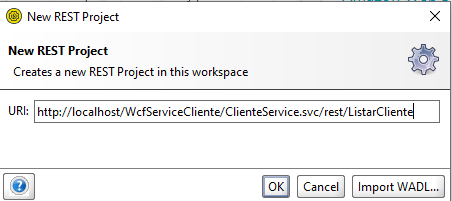 New REST Project
New REST Project
Creates a new REST Project in this workspace
URI: http://localhost/WcfServiceCliente/ClienteService.svc/rest/ListarCliente
? OK Cancel Import WADL...